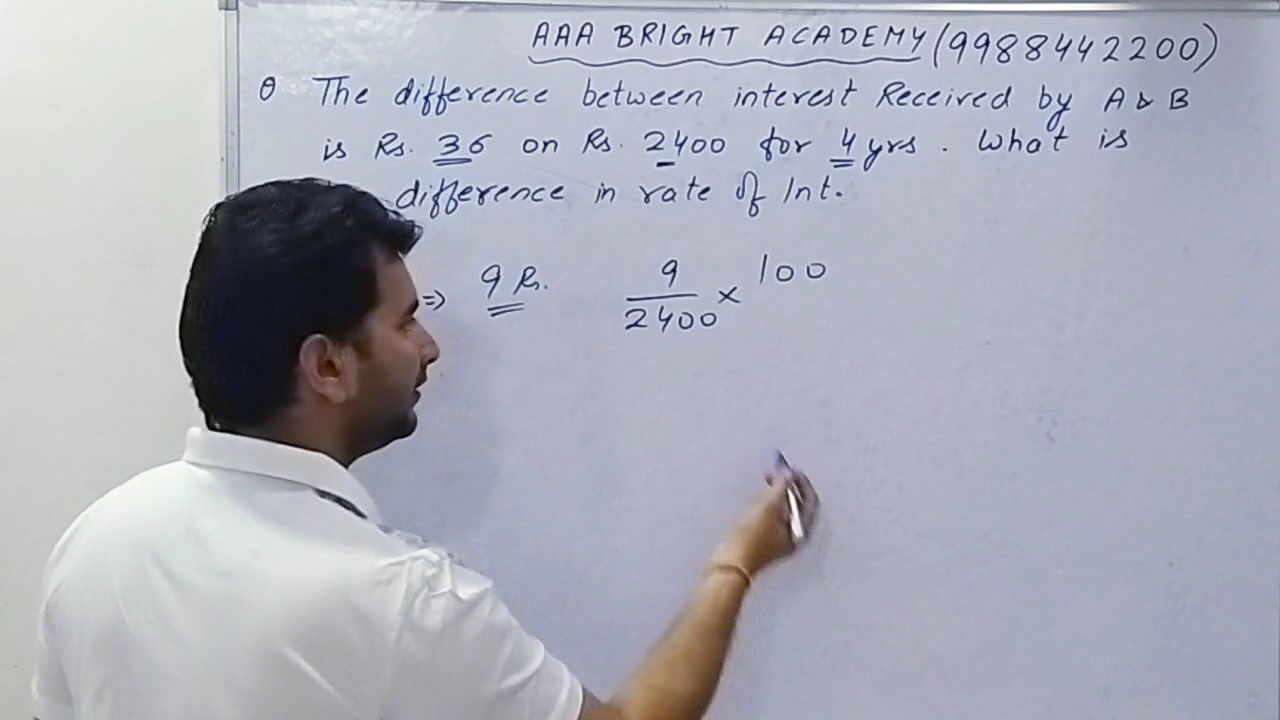 AAA BRIGHT ACADEMY (9988442200)
Q The difference between interest Received by A & B
is Rs. 36 on Rs. 2400 for 4 yrs. What is
difference in rate of Int.
=> 9 Rs. 9/2400 × 100